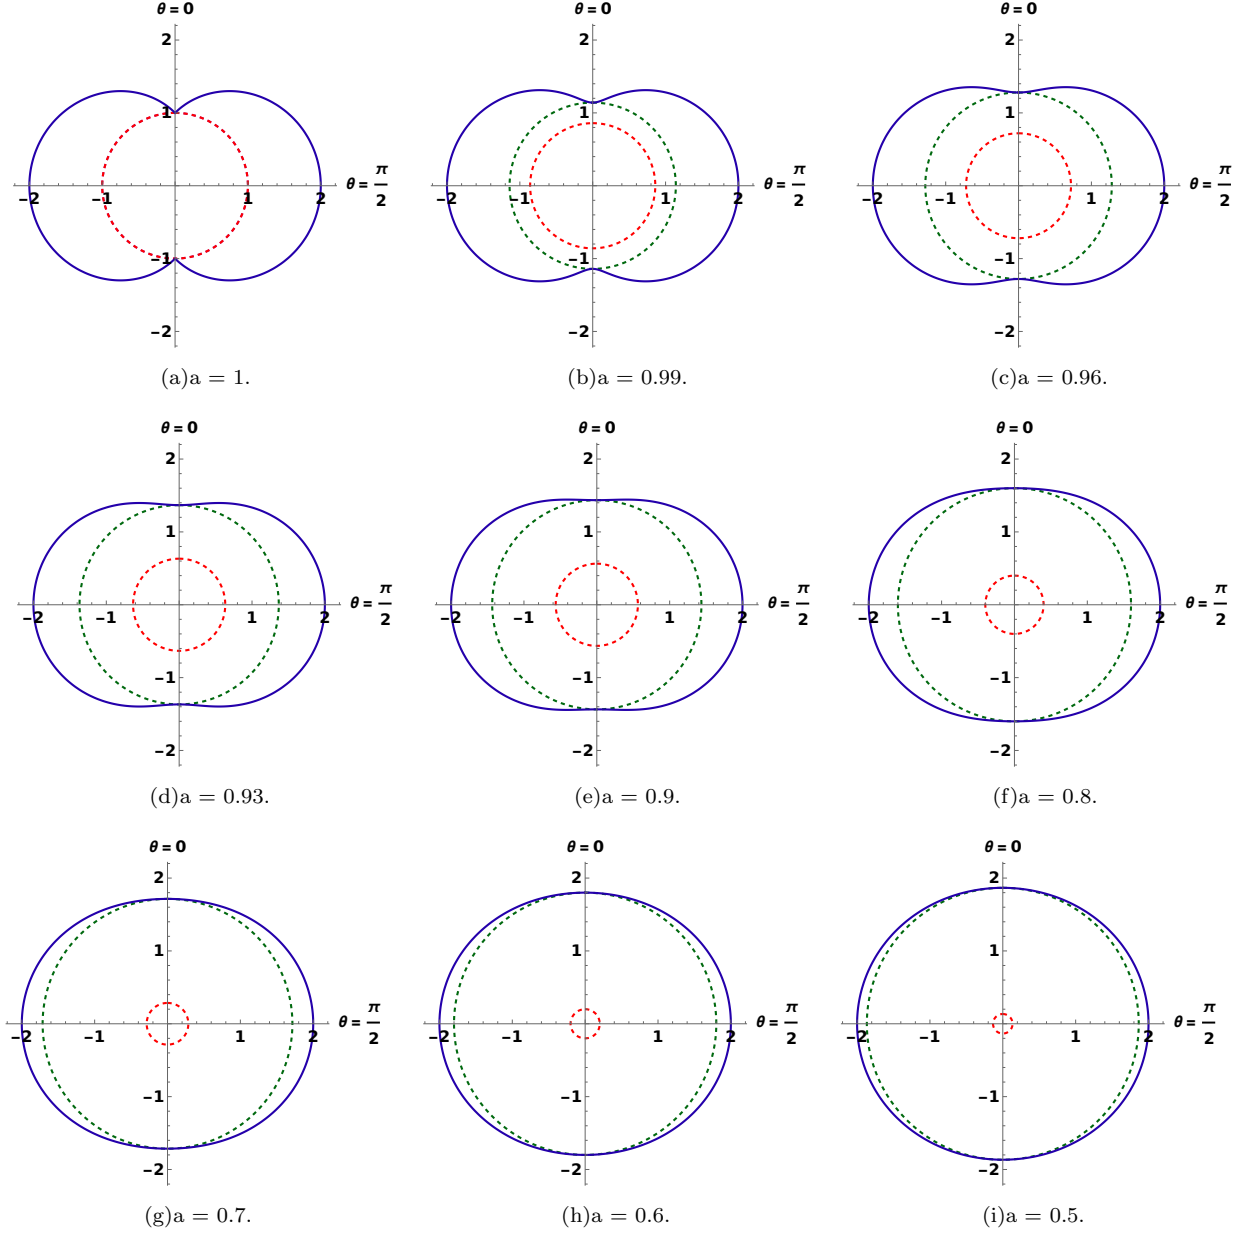 θ = 0 θ = 0 θ = 0
2 2 2
1 1 1
−2 −1 1 2 θ = π/2 −2 −1 1 2 θ = π/2 −2 −1 1 2 θ = π/2
−1 −1 −1
−2 −2 −2
(a)a = 1. (b)a = 0.99. (c)a = 0.96.
θ = 0 θ = 0 θ = 0
2 2 2
1 1 1
−2 −1 1 2 θ = π/2 −2 −1 1 2 θ = π/2 −2 −1 1 2 θ = π/2
−1 −1 −1
−2 −2 −2
(d)a = 0.93. (e)a = 0.9. (f)a = 0.8.
θ = 0 θ = 0 θ = 0
2 2 2
1 1 1
−2 −1 1 2 θ = π/2 −2 −1 1 2 θ = π/2 −2 −1 1 2 θ = π/2
−1 −1 −1
−2 −2 −2
(g)a = 0.7. (h)a = 0.6. (i)a = 0.5.